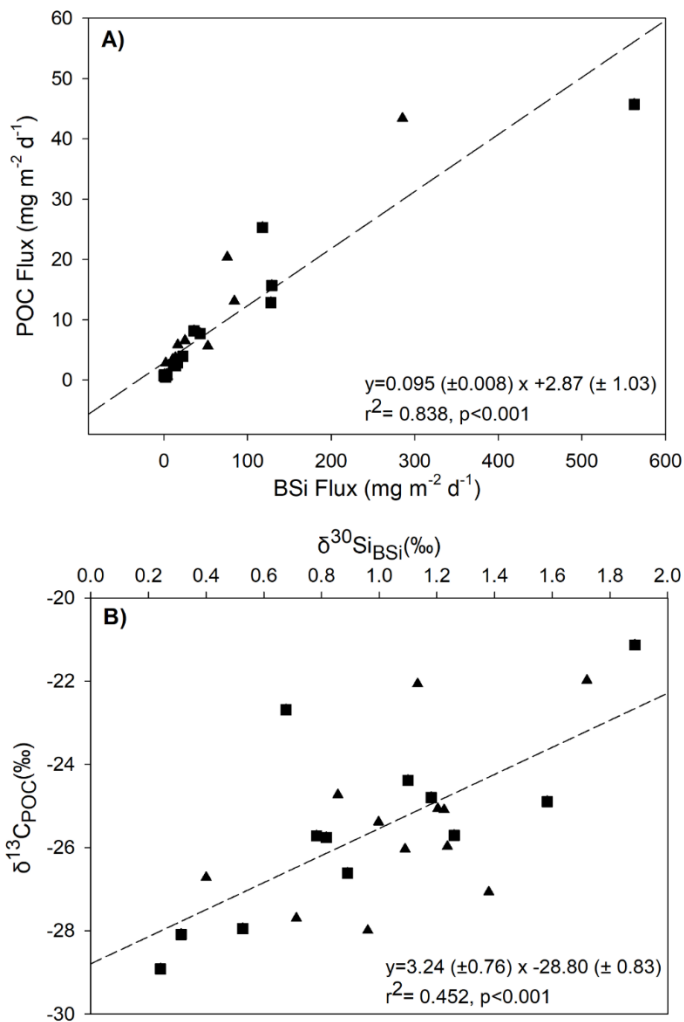 A)
60
50
40
30
20
10
0
POC Flux (mg m⁻² d⁻¹)
y=0.095 (±0.008) x +2.87 (± 1.03)
r²= 0.838, p<0.001
0 100 200 300 400 500 600
BSi Flux (mg m⁻² d⁻¹)
δ³⁰Si_BSi(‰)
0.0 0.2 0.4 0.6 0.8 1.0 1.2 1.4 1.6 1.8 2.0
B)
-20
-22
-24
-26
-28
-30
δ¹³C_POC(‰)
y=3.24 (±0.76) x -28.80 (± 0.83)
r²= 0.452, p<0.001